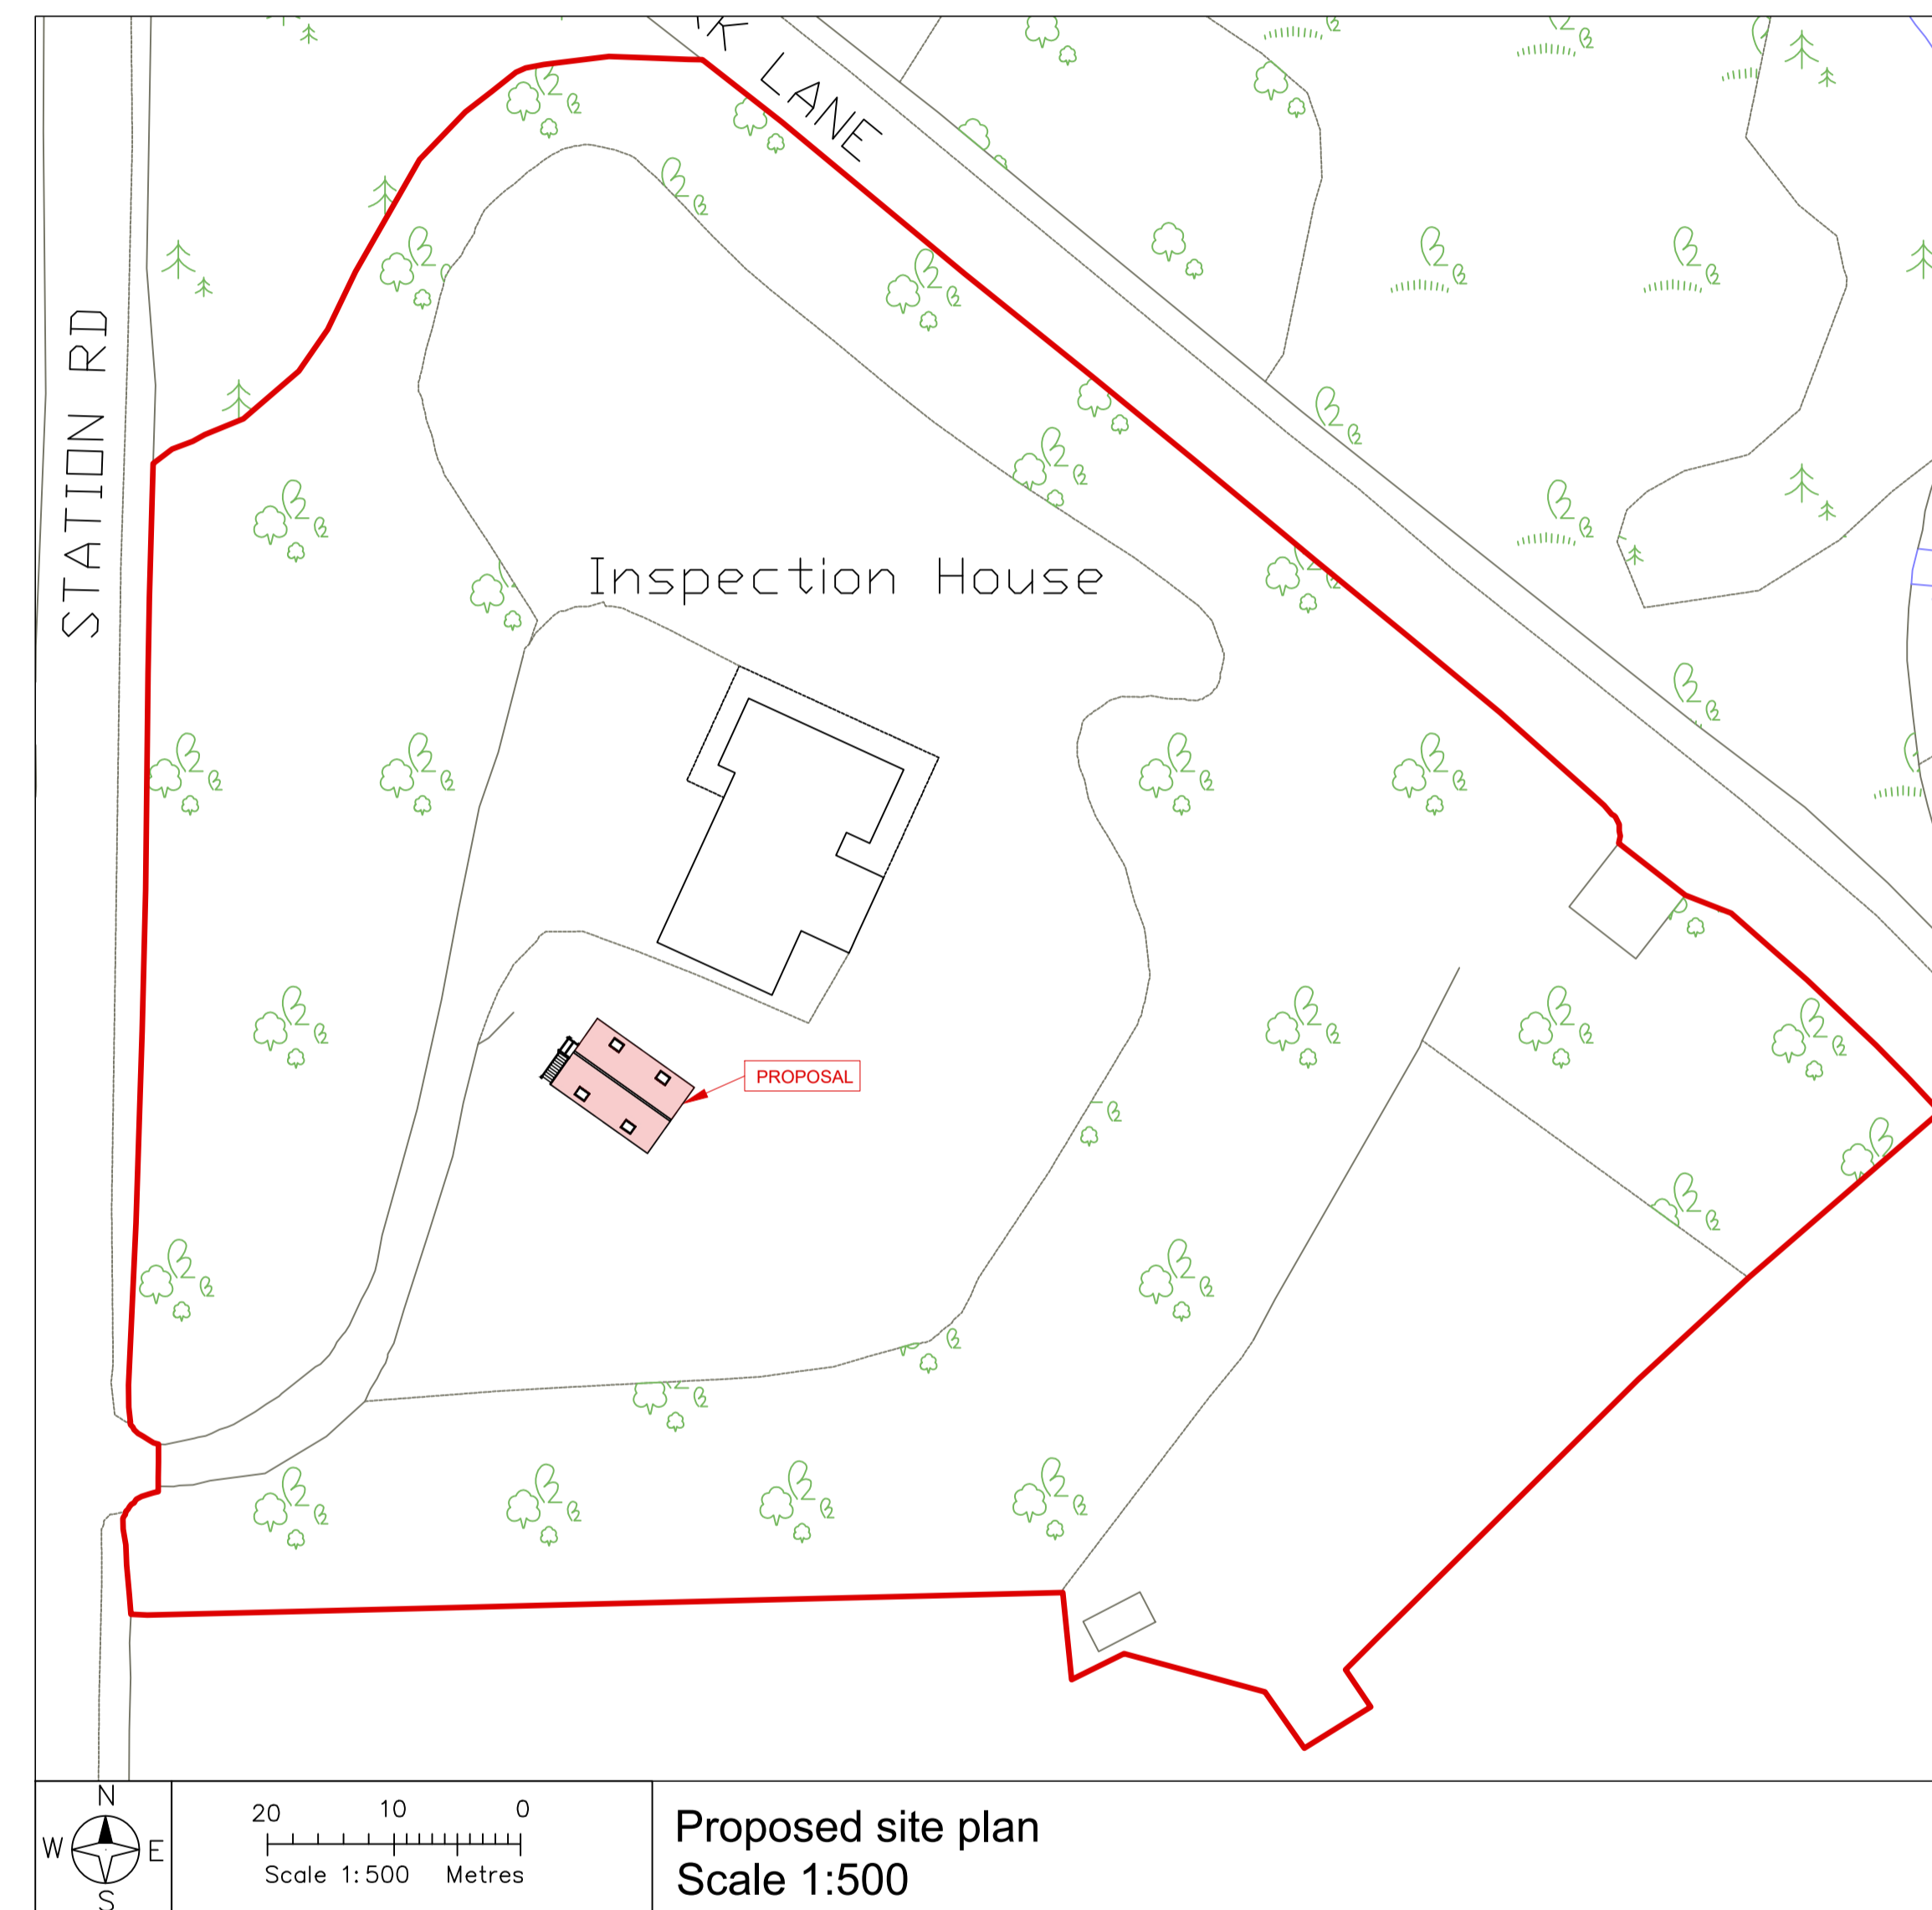 LANE
STATION RD
Inspection House
PROPOSAL
N
W E
S
20 10 0
Scale 1:500 Metres
Proposed site plan
Scale 1:500